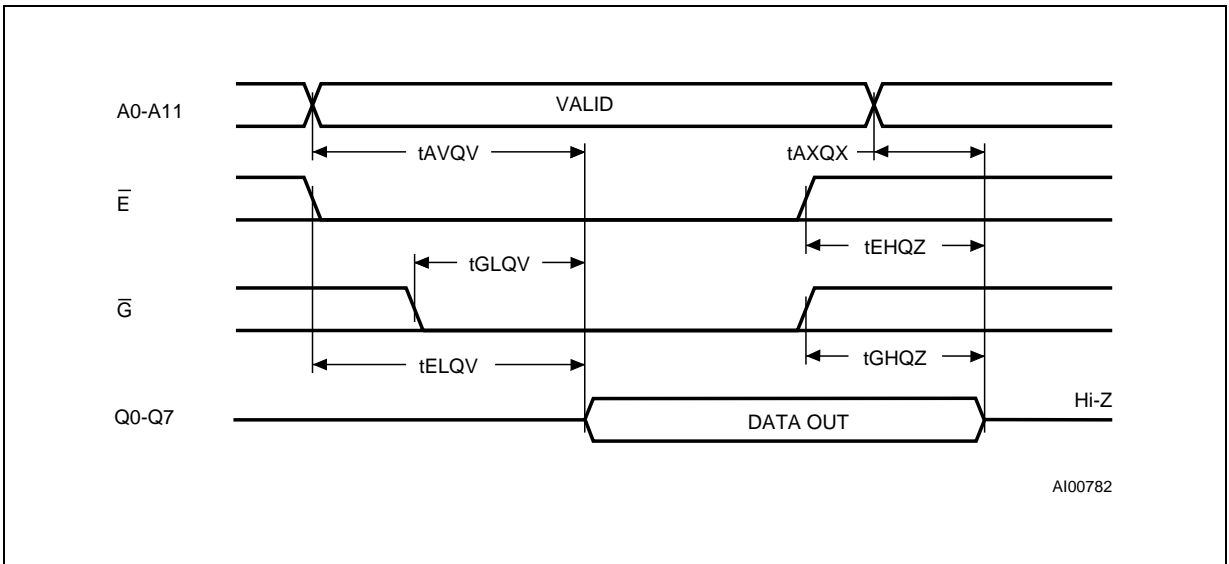 A0-A11
VALID
tAVQV
tAXQX
E̅
tEHQZ
tGLQV
G̅
tGHQZ
tELQV
Hi-Z
Q0-Q7
DATA OUT
AI00782